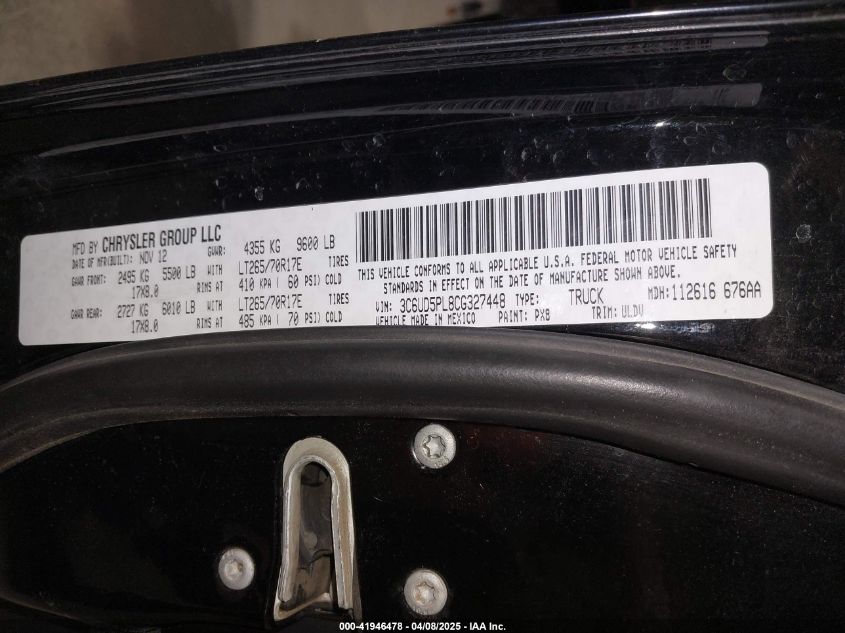 MFD BY CHRYSLER GROUP LLC
DATE OF MFR(BUILT): NOV 12 GVWR: 4355 KG 9600 LB
GAWR FRONT: 2495 KG 5500 LB WITH LT265/70R17E TIRES
17X8.0 RIMS AT 410 KPA ( 60 PSI) COLD
GAWR REAR: 2727 KG 6010 LB WITH LT265/70R17E TIRES
17X8.0 RIMS AT 485 KPA ( 70 PSI) COLD
THIS VEHICLE CONFORMS TO ALL APPLICABLE U.S.A. FEDERAL MOTOR VEHICLE SAFETY
STANDARDS IN EFFECT ON THE DATE OF MANUFACTURE SHOWN ABOVE.
VIN: 3C6UD5PL8CG327448 TYPE: TRUCK MDH: 112616 676AA
VEHICLE MADE IN MEXICO PAINT: PXB TRIM: ULDV
000-41946478 - 04/08/2025 - IAA Inc.